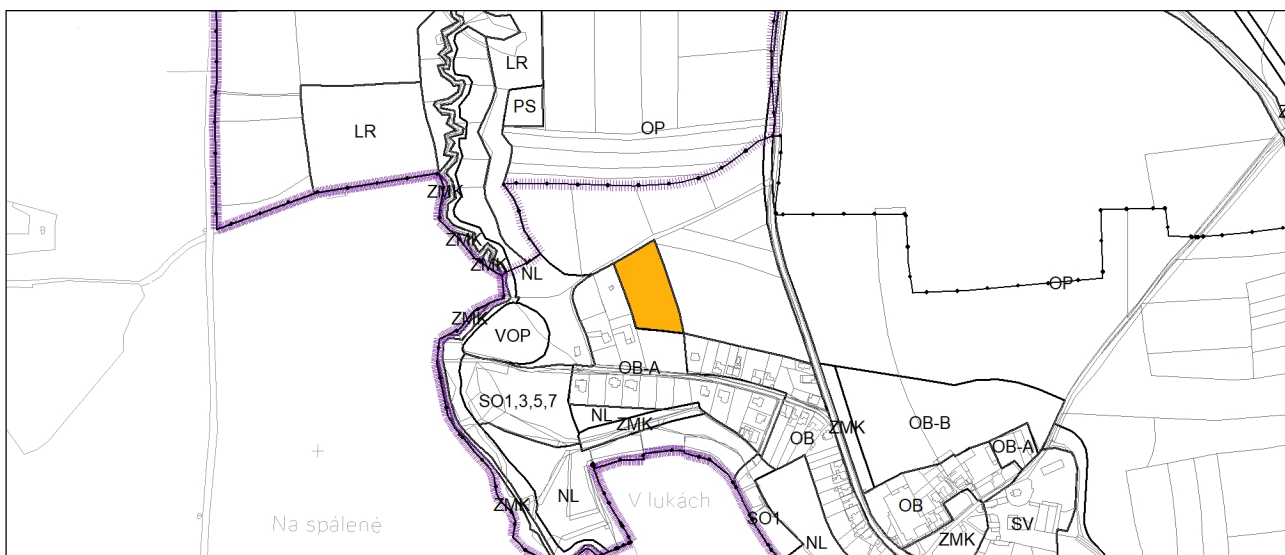 LR
PS
LR
OP
ZMK
ZMK
ZMK
NL
OP
ZMK
VOP
OB-A
SO1,3,5,7
NL
ZMK
OB
ZMK
OB-B
OB-A
NL
V lukách
OB
SV
ZMK
SO1
NL
ZMK
Na spálené